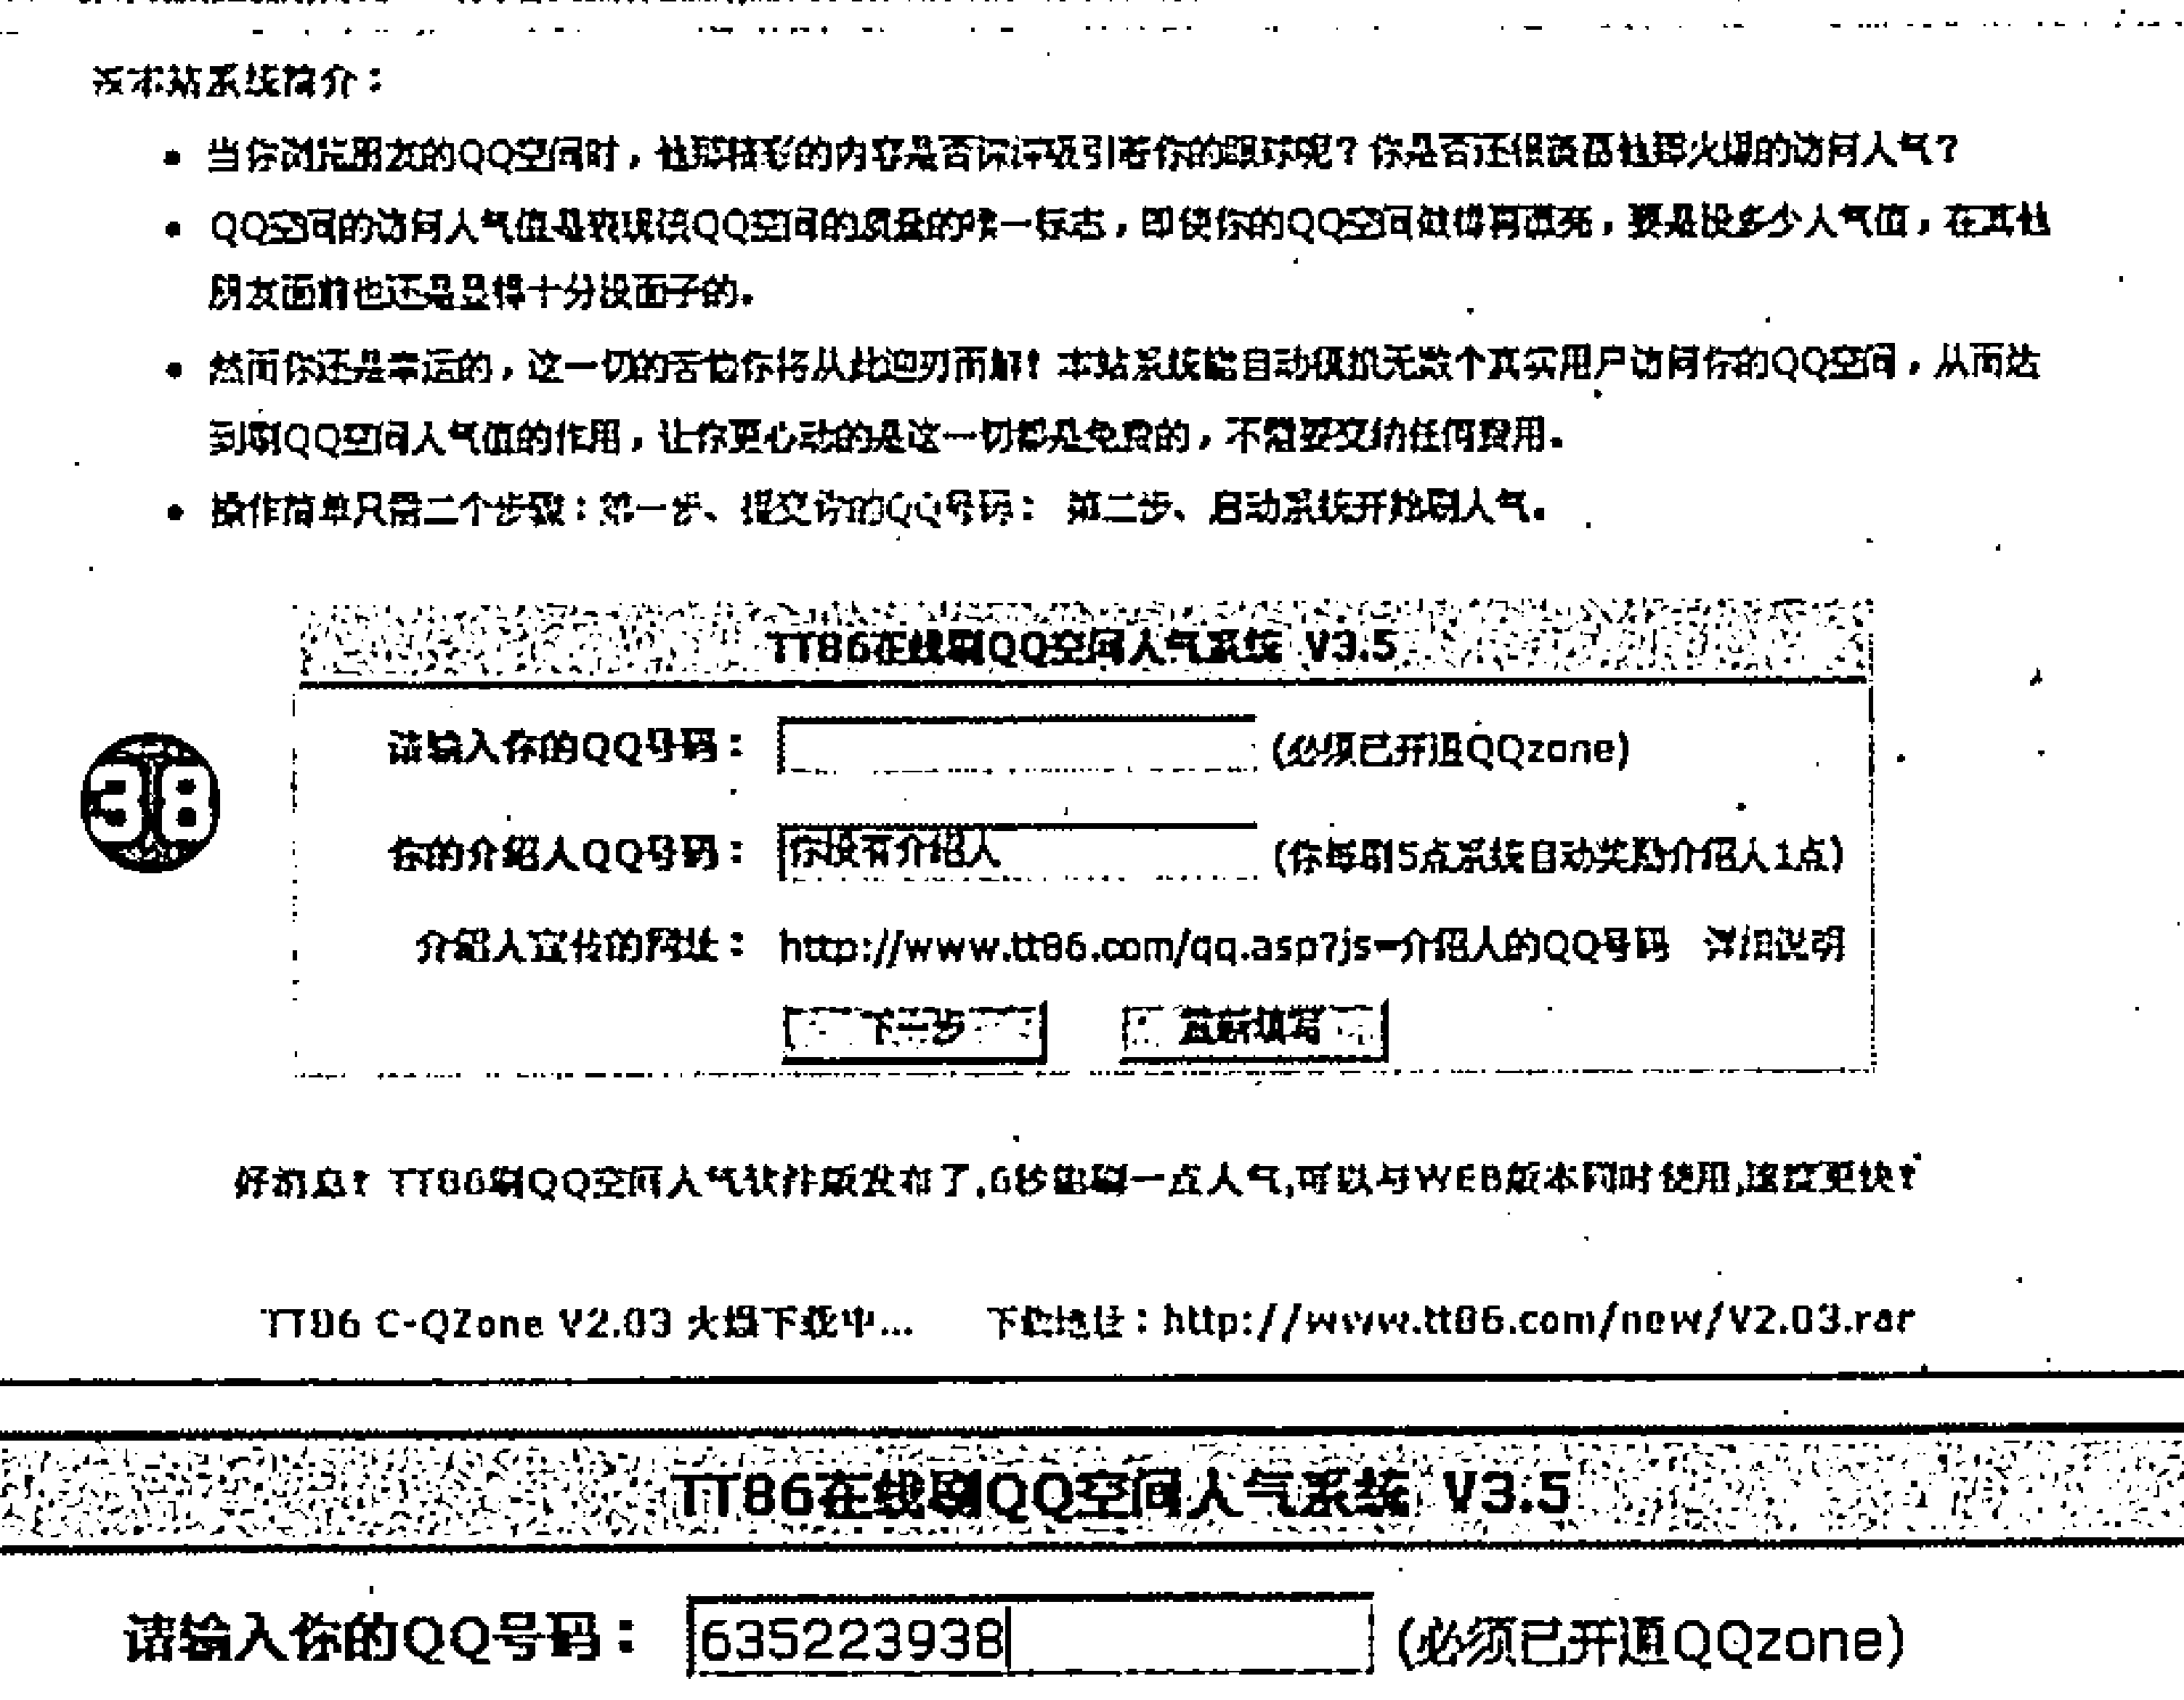 本站系统简介：
当你浏览朋友的QQ空间时，他那精彩的内容是否深深吸引着你的眼球呢？你是否还很羡慕他那火爆的访问人气？
QQ空间的访问人气值是衡量QQ空间的质量的唯一标志，即使你的QQ空间做得再漂亮，要是没多少人气值，在其他
朋友面前也还是显得十分没面子的。
然而你还是幸运的，这一切的苦恼你将从此迎刃而解！本站系统能自动模拟无数个真实用户访问你的QQ空间，从而达
到刷QQ空间人气值的作用，让你更心动的是这一切都是免费的，不需要交纳任何费用。
操作简单只需二个步骤：第一步、提交你的QQ号码； 第二步、启动系统开始刷人气。
TT86在线刷QQ空间人气系统 V3.5
请输入你的QQ号码： (必须已开通QQzone)
38
你的介绍人QQ号码： 你没有介绍人 (你每刷5点系统自动奖励介绍人1点)
介绍人宣传的网址： http://www.tt86.com/qq.asp?js=介绍人的QQ号码 详细说明
下一步 重新填写
好消息！TT86刷QQ空间人气软件版发布了,6秒钟刷一点人气,可以与WEB版本同时使用,速度更快！
TT86 C-QZone V2.03 火爆下载中... 下载地址：http://www.tt86.com/new/V2.03.rar
TT86在线刷QQ空间人气系统 V3.5
请输入你的QQ号码： 635223938 (必须已开通QQzone)